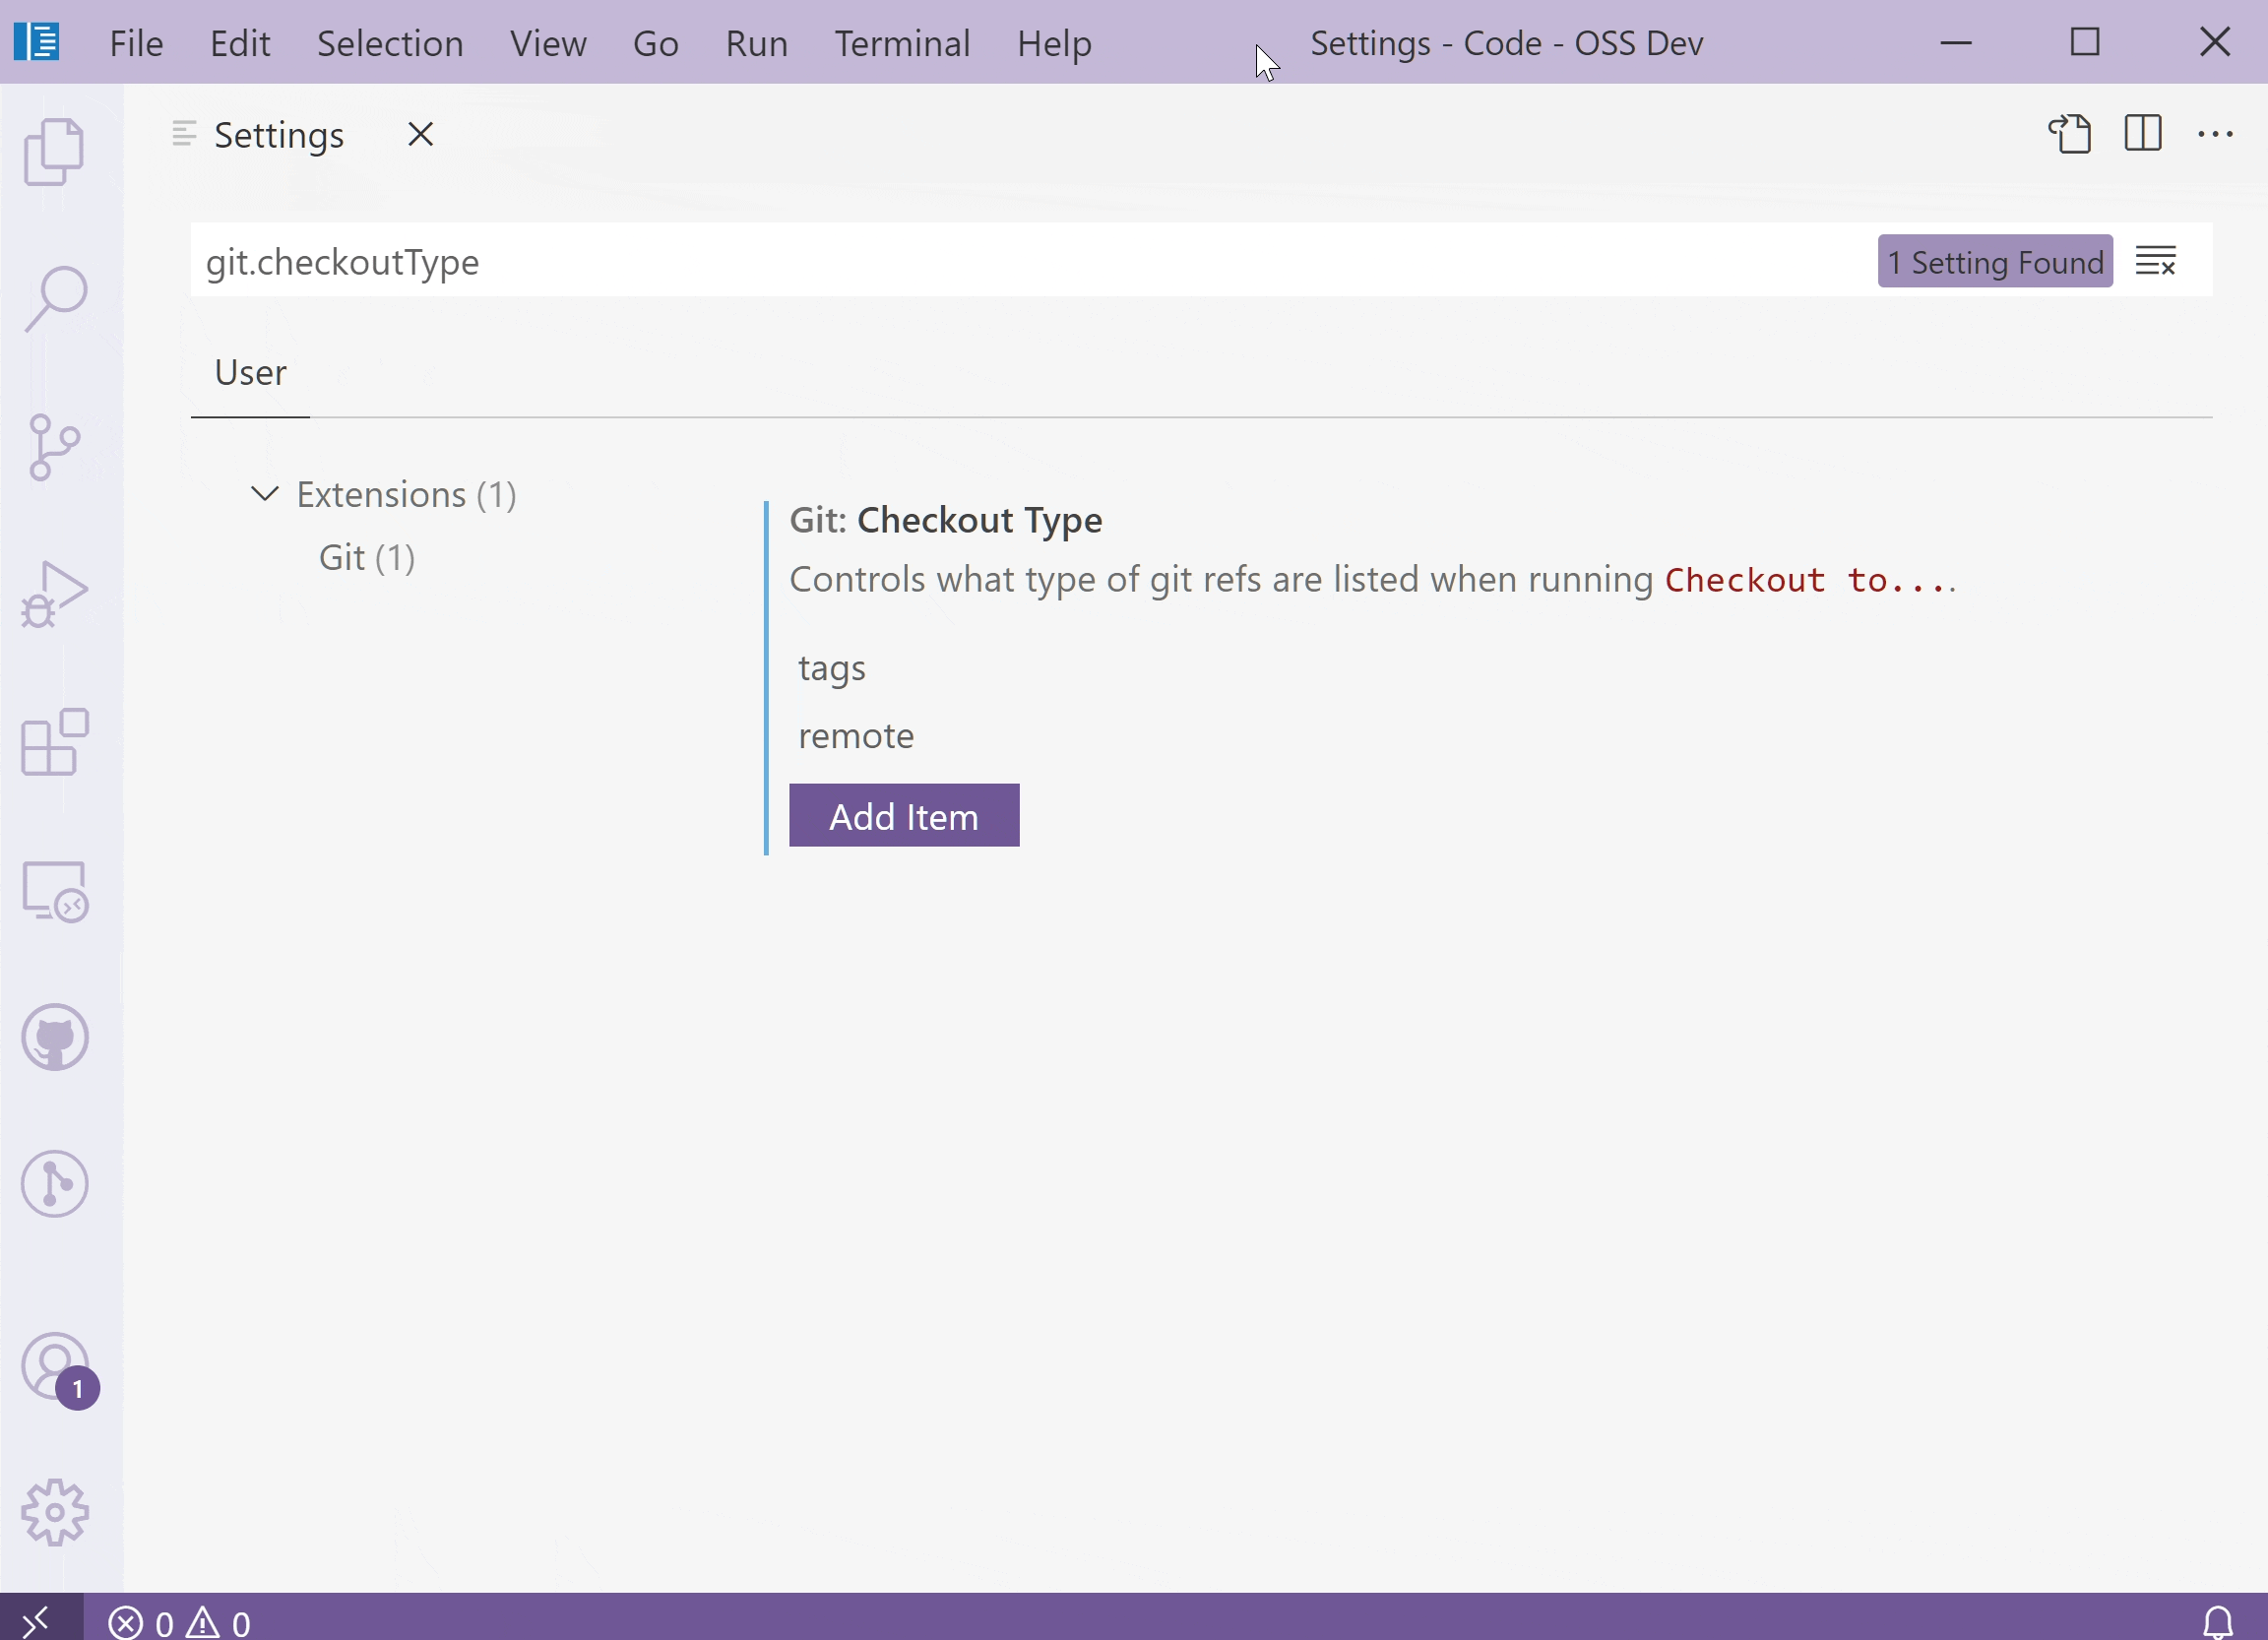 File Edit Selection View Go Run Terminal Help Settings - Code - OSS Dev
Settings
git.checkoutType 1 Setting Found
User
Extensions (1)
Git (1)
Git: Checkout Type
Controls what type of git refs are listed when running Checkout to....
tags
remote
Add Item
1
0 0